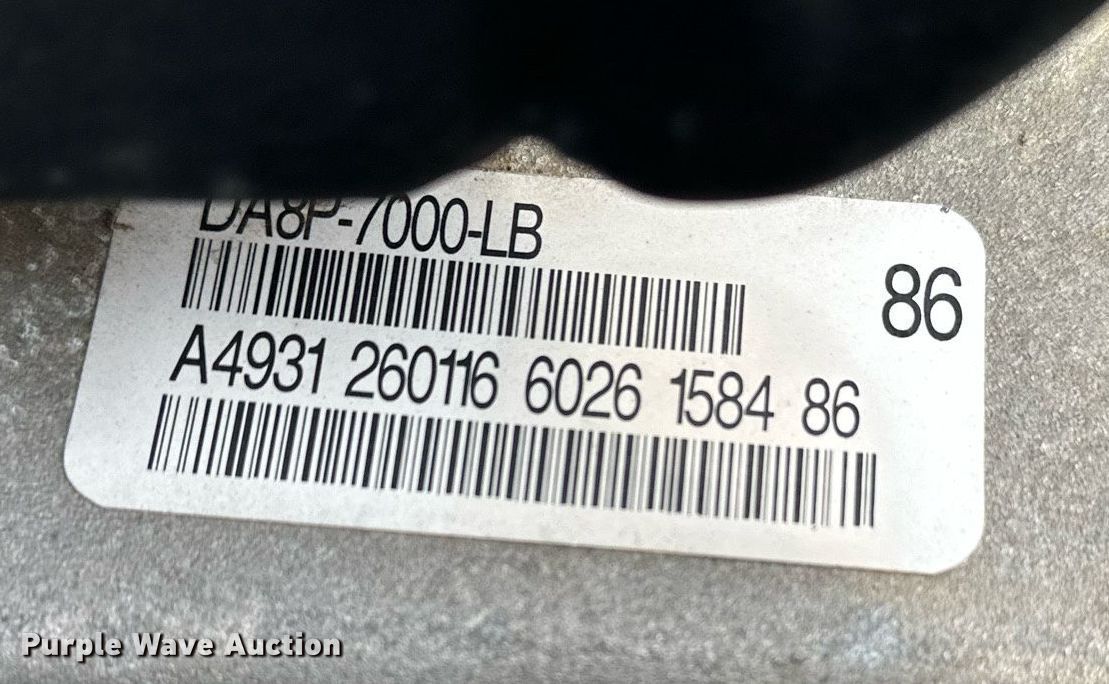 DA8P-7000-LB
86
A4931 260116 6026 1584 86
Purple Wave Auction